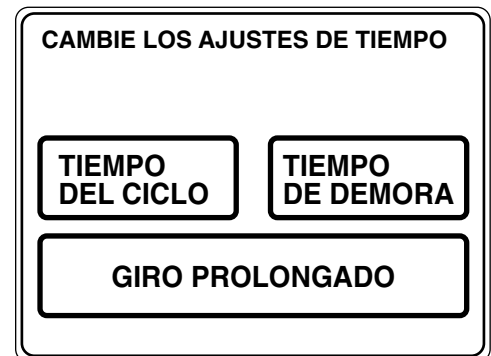 CAMBIE LOS AJUSTES DE TIEMPO
TIEMPO
DEL CICLO
TIEMPO
DE DEMORA
GIRO PROLONGADO